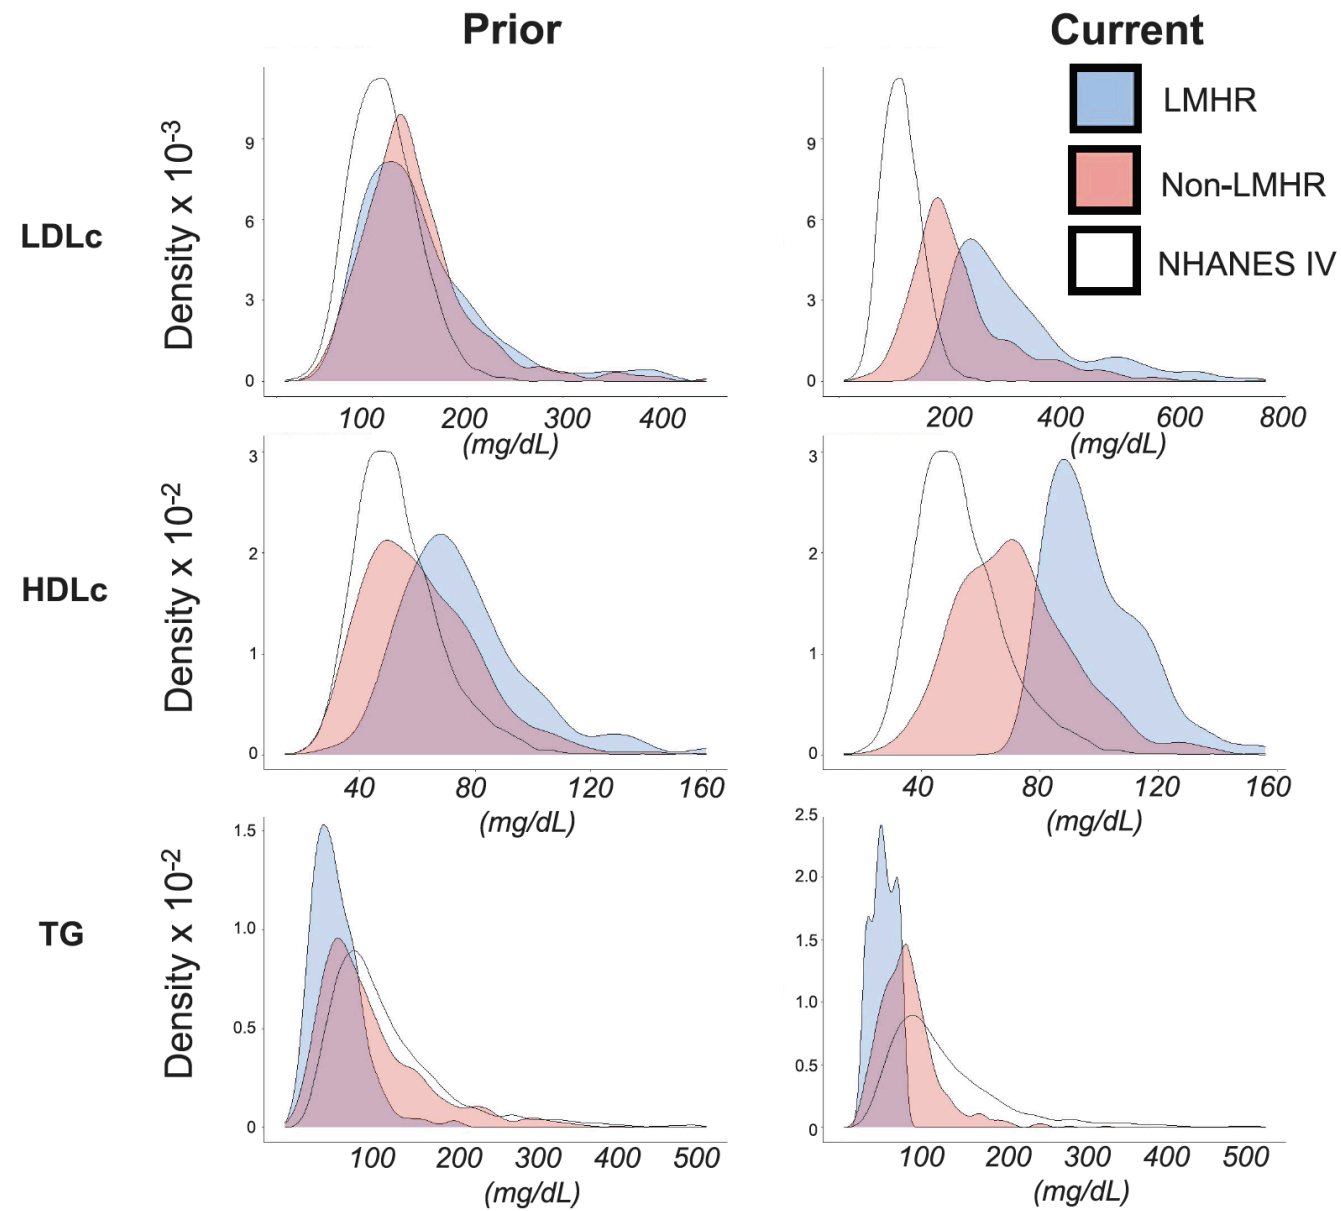 Prior
Current
LMHR
Non-LMHR
NHANES IV
LDLc
Density x 10-3
9
6
3
0
100 200 300 400
(mg/dL)
9
6
3
0
200 400 600 800
(mg/dL)
HDLc
Density x 10-2
3
2
1
0
40 80 120 160
(mg/dL)
3
2
1
0
40 80 120 160
(mg/dL)
TG
Density x 10-2
1.5
1.0
0.5
0
100 200 300 400 500
(mg/dL)
2.5
2.0
1.5
1.0
0.5
0
100 200 300 400 500
(mg/dL)